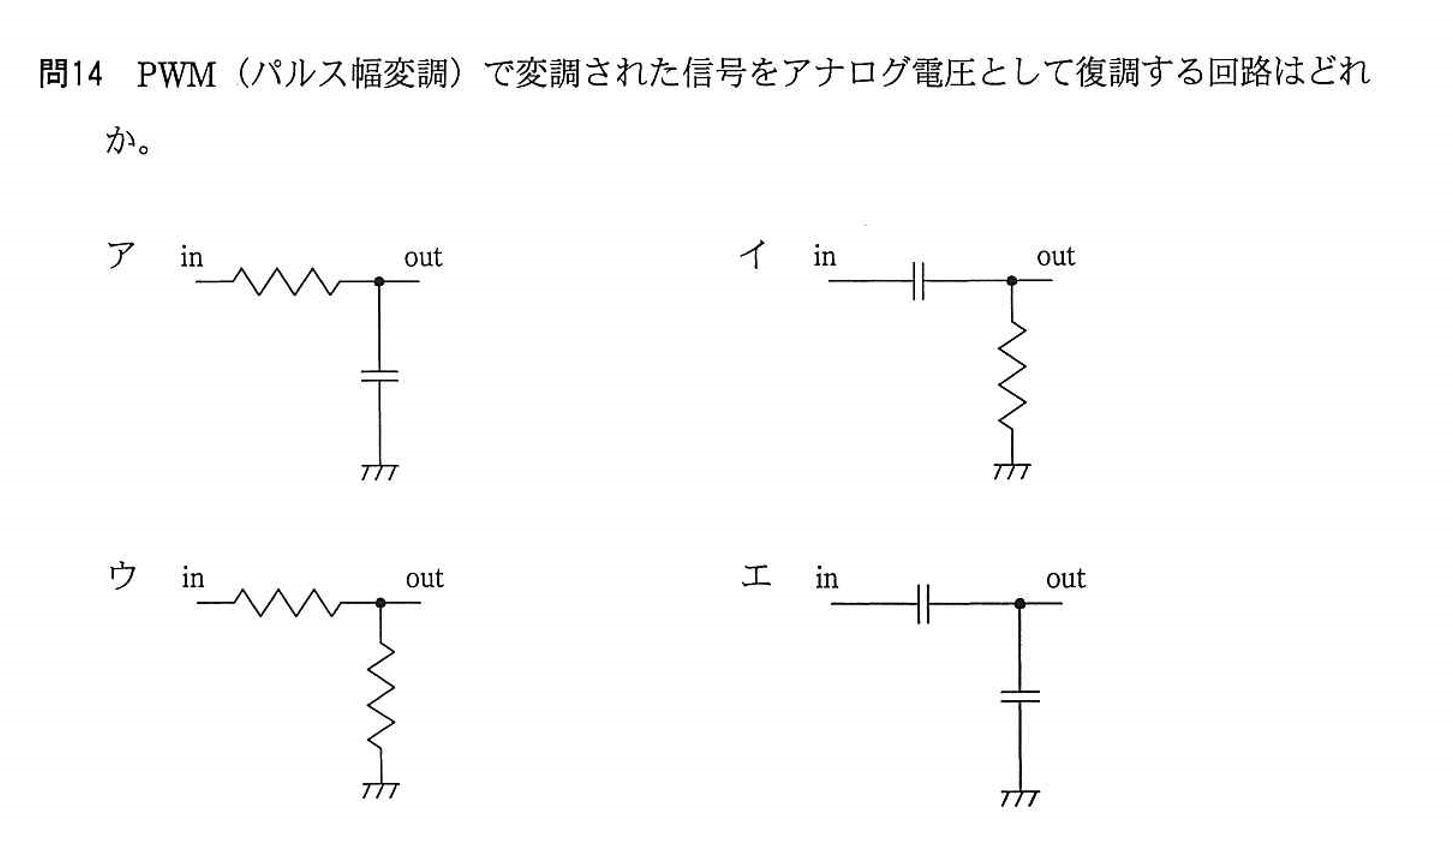 問14 PWM（パルス幅変調）で変調された信号をアナログ電圧として復調する回路はどれ
か。
ア in out
イ in out
ウ in out
エ in out